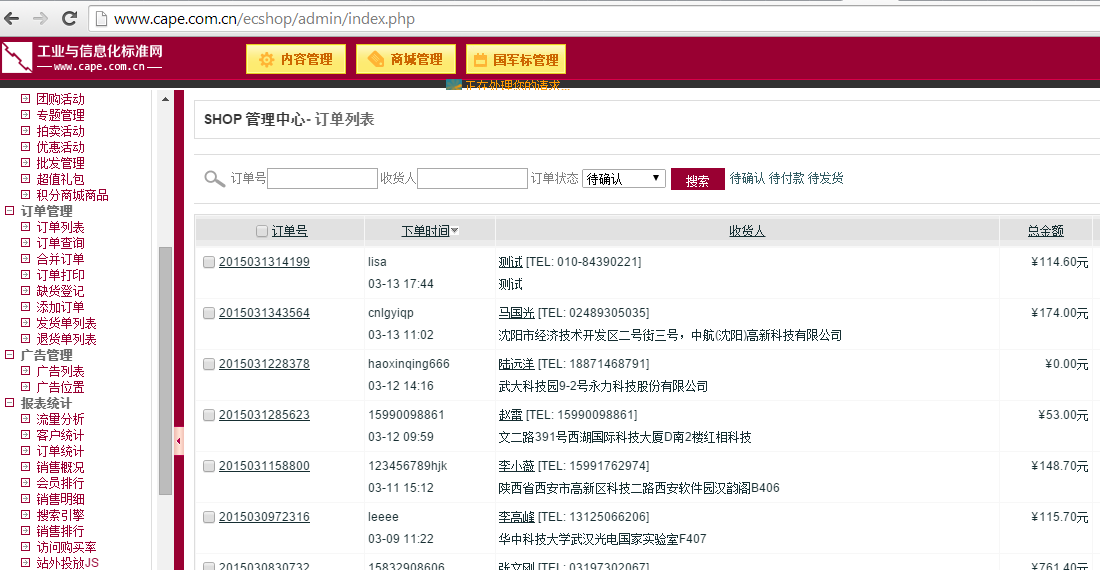 www.cape.com.cn/ecshop/admin/index.php
工业与信息化标准网
www.cape.com.cn
内容管理
商城管理
国军标管理
正在处理你的请求...
团购活动
专题管理
拍卖活动
优惠活动
批发管理
超值礼包
积分商城商品
订单管理
订单列表
订单查询
合并订单
订单打印
缺货登记
添加订单
发货单列表
退货单列表
广告管理
广告列表
广告位置
报表统计
流量分析
客户统计
订单统计
销售概况
会员排行
销售明细
搜索引擎
销售排行
访问购买率
站外投放JS
SHOP 管理中心- 订单列表
订单号 收货人 订单状态 待确认 搜索 待确认 待付款 待发货
订单号 下单时间 收货人 总金额
2015031314199 lisa 测试 [TEL: 010-84390221] ¥114.60元
03-13 17:44 测试
2015031343564 cnlgyiqp 马国光 [TEL: 02489305035] ¥174.00元
03-13 11:02 沈阳市经济技术开发区二号街三号，中航(沈阳)高新科技有限公司
2015031228378 haoxinqing666 陆远洋 [TEL: 18871468791] ¥0.00元
03-12 14:16 武大科技园9-2号永力科技股份有限公司
2015031285623 15990098861 赵雷 [TEL: 15990098861] ¥53.00元
03-12 09:59 文二路391号西湖国际科技大厦D南2楼红相科技
2015031158800 123456789hjk 李小薇 [TEL: 15991762974] ¥148.70元
03-11 15:12 陕西省西安市高新区科技二路西安软件园汉韵阁B406
2015030972316 leeee 李高峰 [TEL: 13125066206] ¥115.70元
03-09 11:22 华中科技大学武汉光电国家实验室F407
2015030830732 15832908606 张文刚 [TEL: 03197302067] ¥761.40元